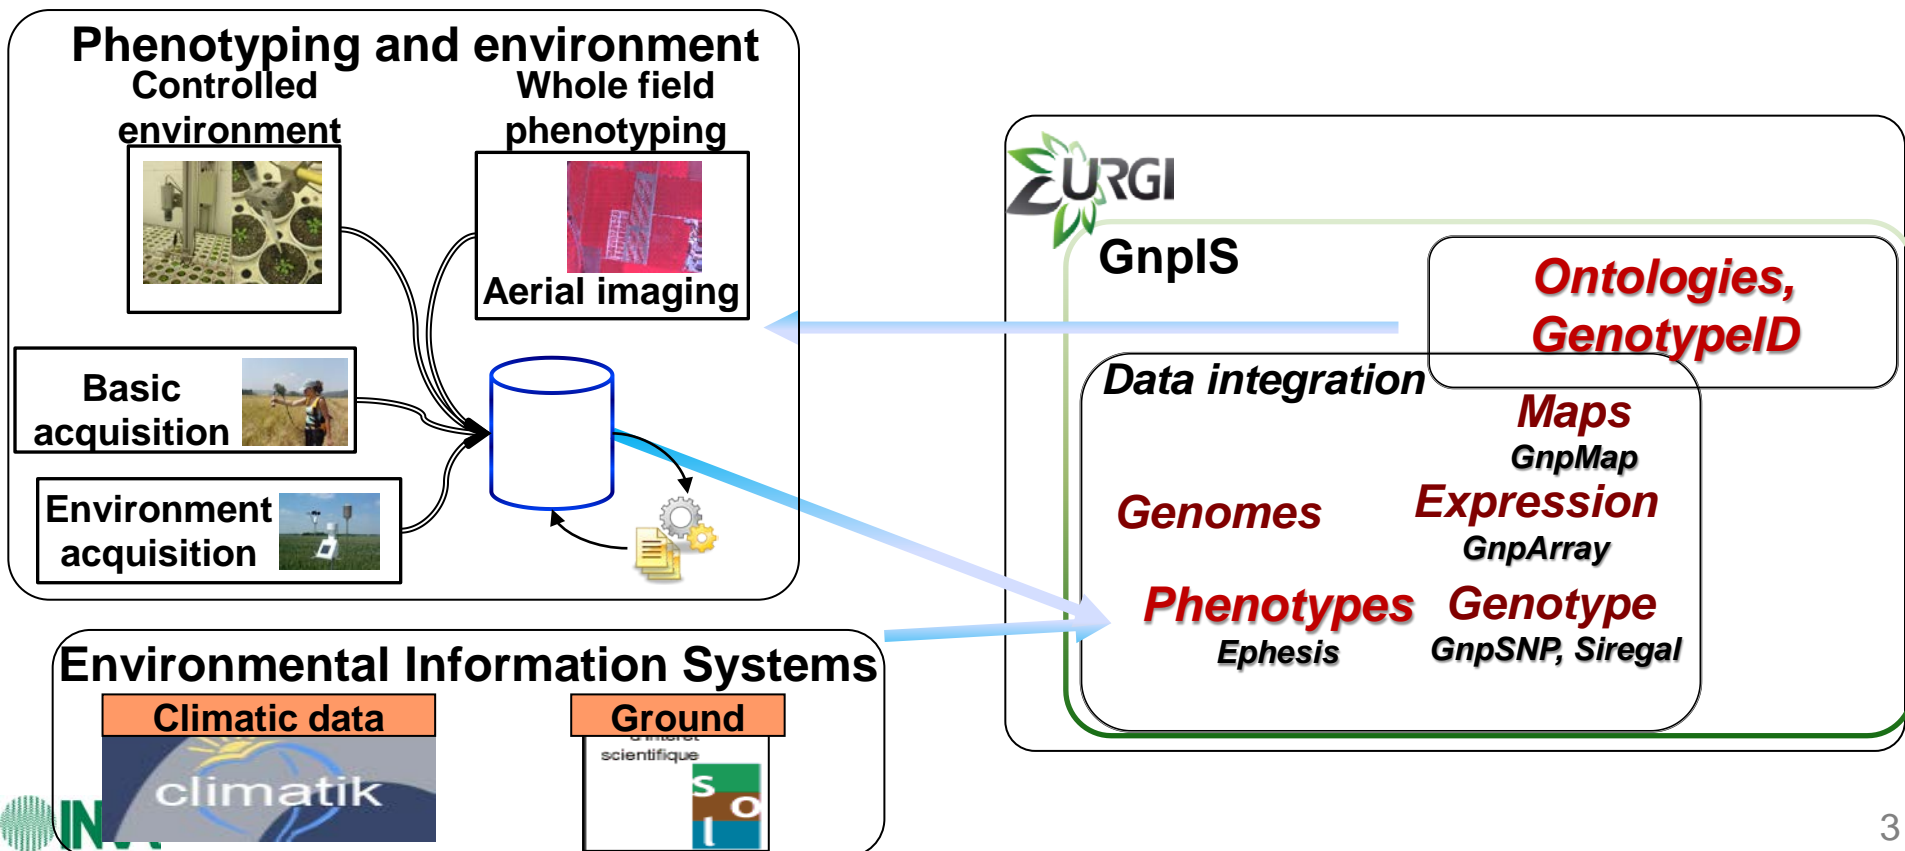 Phenotyping and environment
Controlled
environment
Whole field
phenotyping
Aerial imaging
Basic
acquisition
Environment
acquisition
Environmental Information Systems
Climatic data
climatik
Ground
scientifique
sol
URGI
GnpIS
Ontologies,
GenotypeID
Data integration
Maps
GnpMap
Genomes
Expression
GnpArray
Phenotypes
Ephesis
Genotype
GnpSNP, Siregal
3